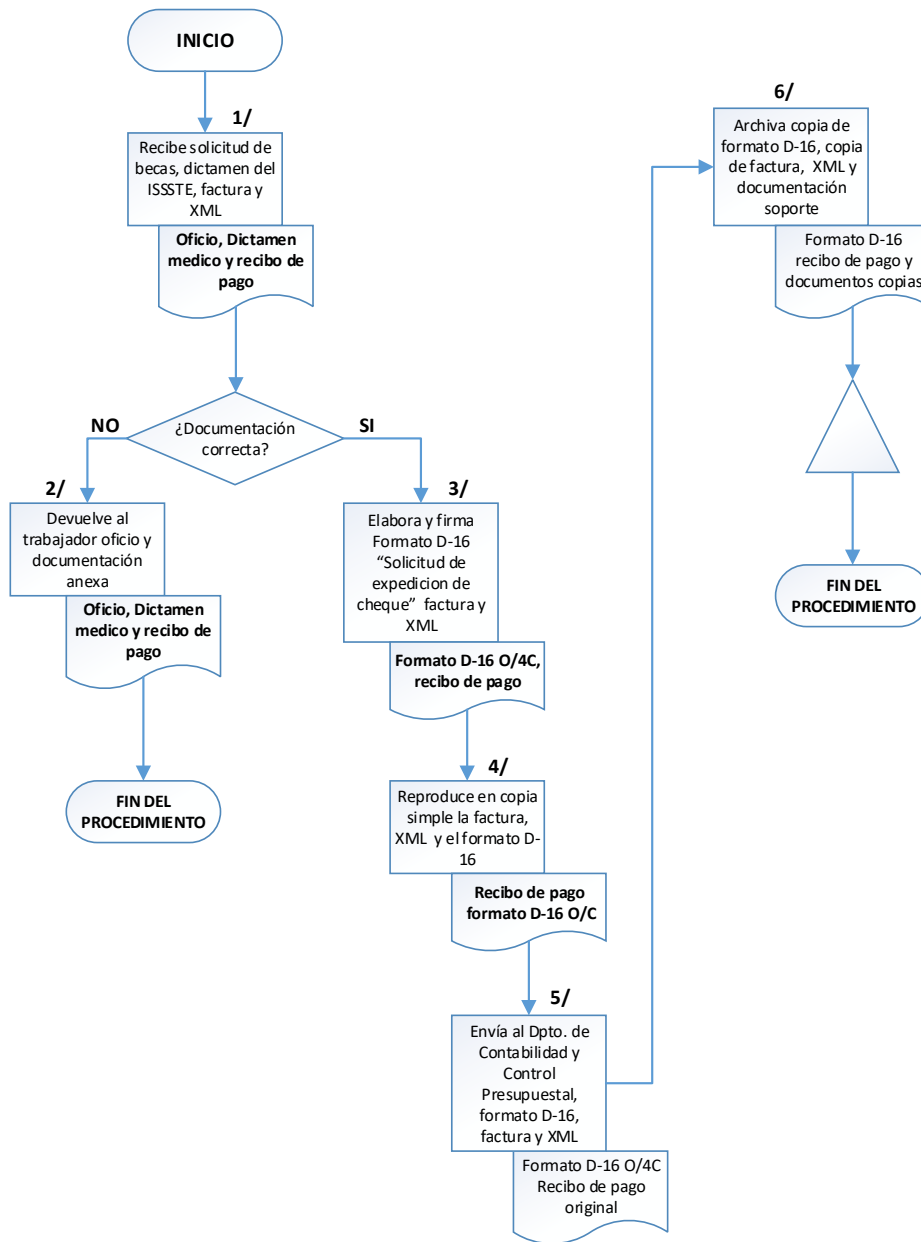 INICIO
1/
Recibe solicitud de
becas, dictamen del
ISSSTE, factura y
XML
Oficio, Dictamen
medico y recibo de
pago
¿Documentación
correcta?
NO
SI
2/
Devuelve al
trabajador oficio y
documentación
anexa
Oficio, Dictamen
medico y recibo de
pago
FIN DEL
PROCEDIMIENTO
3/
Elabora y firma
Formato D-16
“Solicitud de
expedicion de
cheque” factura y
XML
Formato D-16 O/4C,
recibo de pago
4/
Reproduce en copia
simple la factura,
XML y el formato D-
16
Recibo de pago
formato D-16 O/C
5/
Envía al Dpto. de
Contabilidad y
Control
Presupuestal,
formato D-16,
factura y XML
Formato D-16 O/4C
Recibo de pago
original
6/
Archiva copia de
formato D-16, copia
de factura, XML y
documentación
soporte
Formato D-16
recibo de pago y
documentos copias
FIN DEL
PROCEDIMIENTO